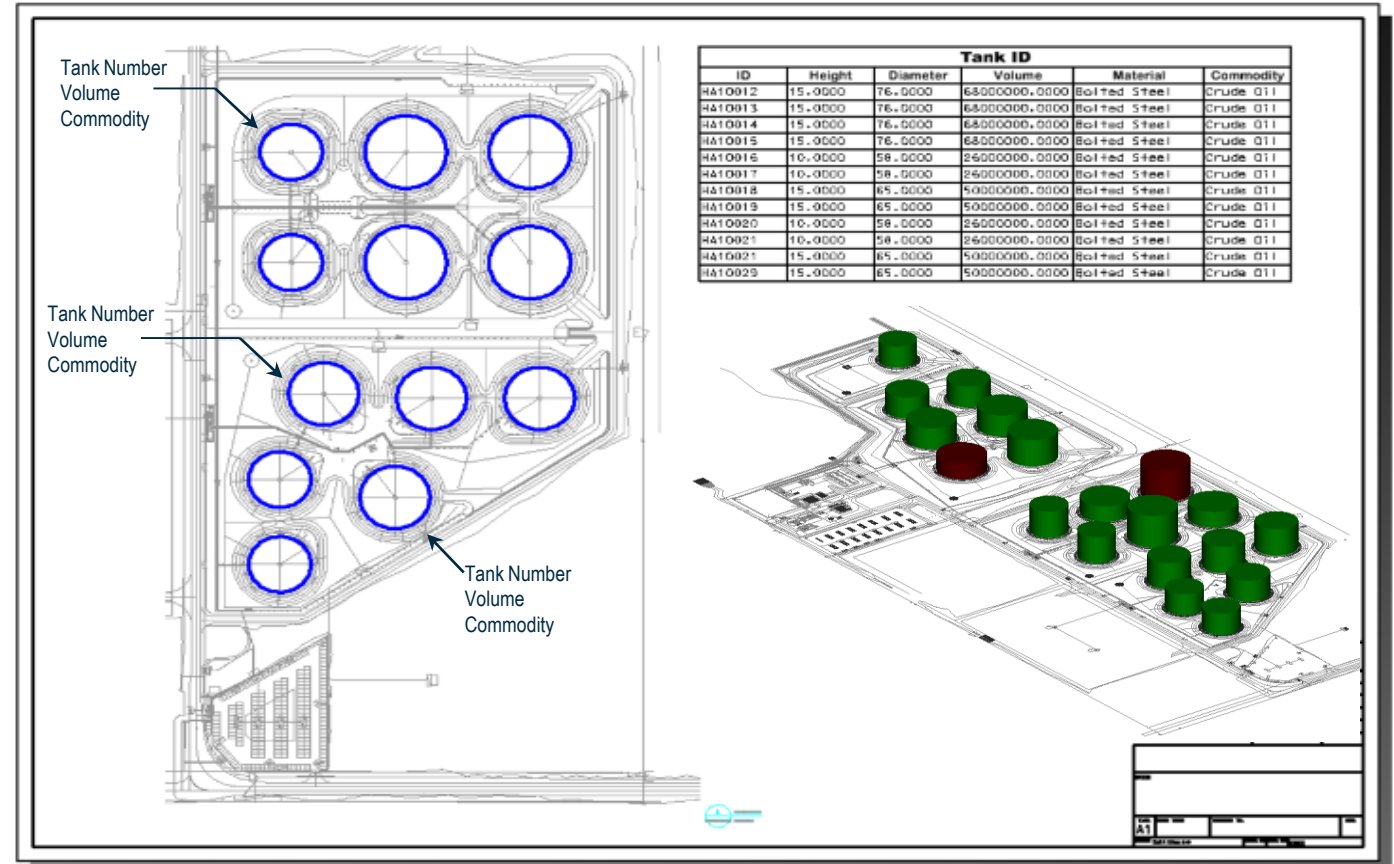 Tank Number
Volume
Commodity
Tank Number
Volume
Commodity
Tank Number
Volume
Commodity
Tank ID
ID Height Diameter Volume Material Commodity
HA10012 15.0000 76.0000 68000000.0000 Bolted Steel Crude Oil
HA10013 15.0000 76.0000 68000000.0000 Bolted Steel Crude Oil
HA10014 15.0000 76.0000 68000000.0000 Bolted Steel Crude Oil
HA10015 15.0000 76.0000 68000000.0000 Bolted Steel Crude Oil
HA10016 10.0000 58.0000 26000000.0000 Bolted Steel Crude Oil
HA10017 10.0000 58.0000 26000000.0000 Bolted Steel Crude Oil
HA10018 15.0000 65.0000 50000000.0000 Bolted Steel Crude Oil
HA10019 15.0000 65.0000 50000000.0000 Bolted Steel Crude Oil
HA10020 10.0000 58.0000 26000000.0000 Bolted Steel Crude Oil
HA10021 10.0000 58.0000 26000000.0000 Bolted Steel Crude Oil
HA10021 15.0000 65.0000 50000000.0000 Bolted Steel Crude Oil
HA10029 15.0000 65.0000 50000000.0000 Bolted Steel Crude Oil
A1